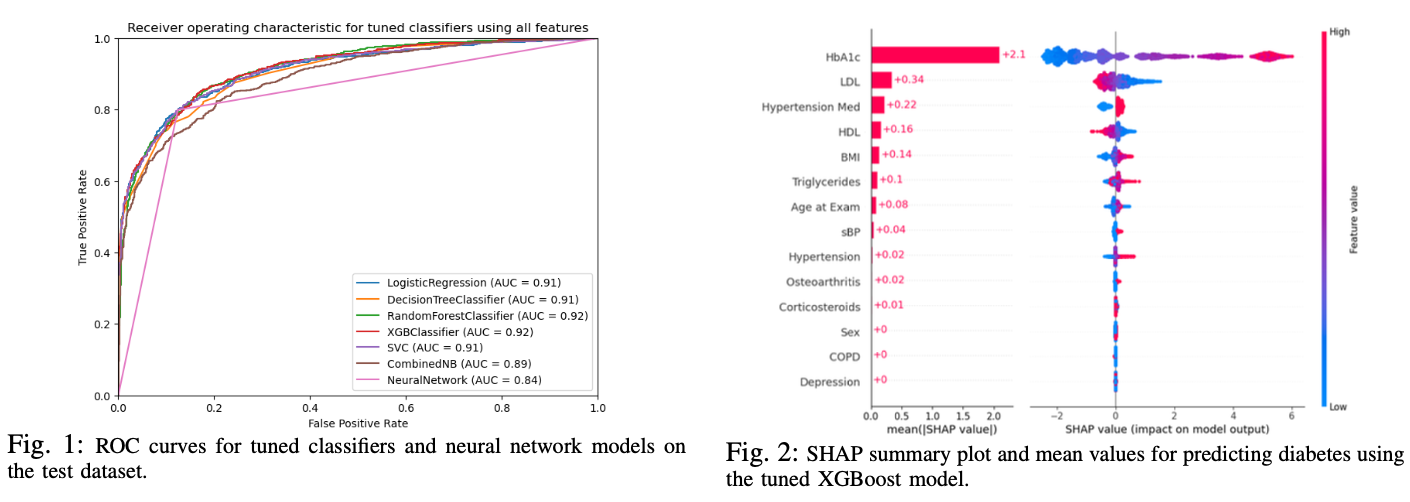 Receiver operating characteristic for tuned classifiers using all features
1.0
0.8
0.6
0.4
0.2
0.0
True Positive Rate
0.0 0.2 0.4 0.6 0.8 1.0
False Positive Rate
LogisticRegression (AUC = 0.91)
DecisionTreeClassifier (AUC = 0.91)
RandomForestClassifier (AUC = 0.92)
XGBClassifier (AUC = 0.92)
SVC (AUC = 0.91)
CombinedNB (AUC = 0.89)
NeuralNetwork (AUC = 0.84)
Fig. 1: ROC curves for tuned classifiers and neural network models on
the test dataset.
HbA1c +2.1
LDL +0.34
Hypertension Med +0.22
HDL +0.16
BMI +0.14
Triglycerides +0.1
Age at Exam +0.08
sBP +0.04
Hypertension +0.02
Osteoarthritis +0.02
Corticosteroids +0.01
Sex +0
COPD +0
Depression +0
0.0 0.5 1.0 1.5 2.0
mean(|SHAP value|)
−2 0 2 4 6
SHAP value (impact on model output)
High
Feature value
Low
Fig. 2: SHAP summary plot and mean values for predicting diabetes using
the tuned XGBoost model.